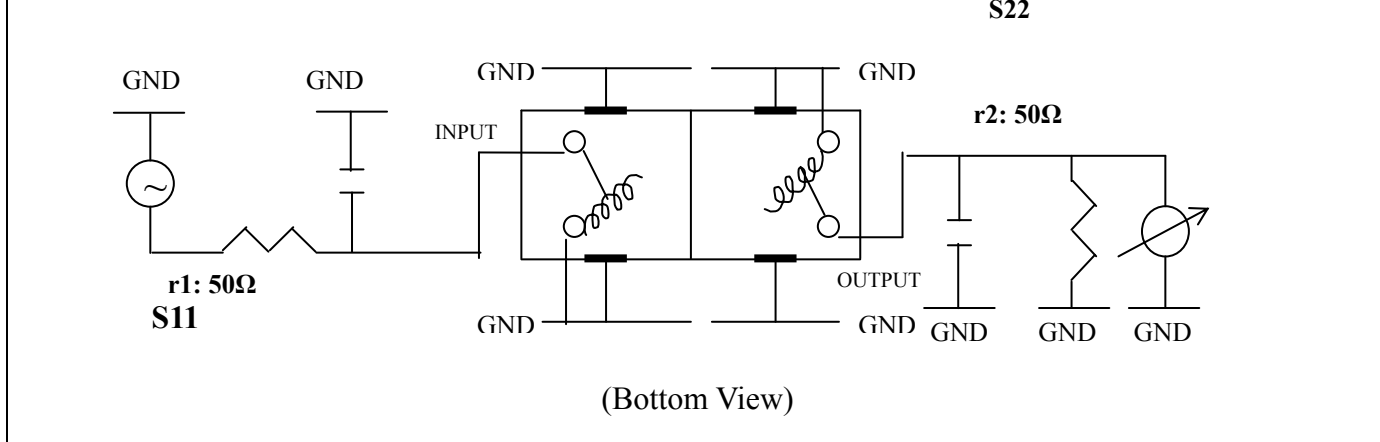 S22
GND
GND
GND
GND
INPUT
r2: 50Ω
r1: 50Ω
S11
OUTPUT
GND
GND
GND
GND
GND
(Bottom View)